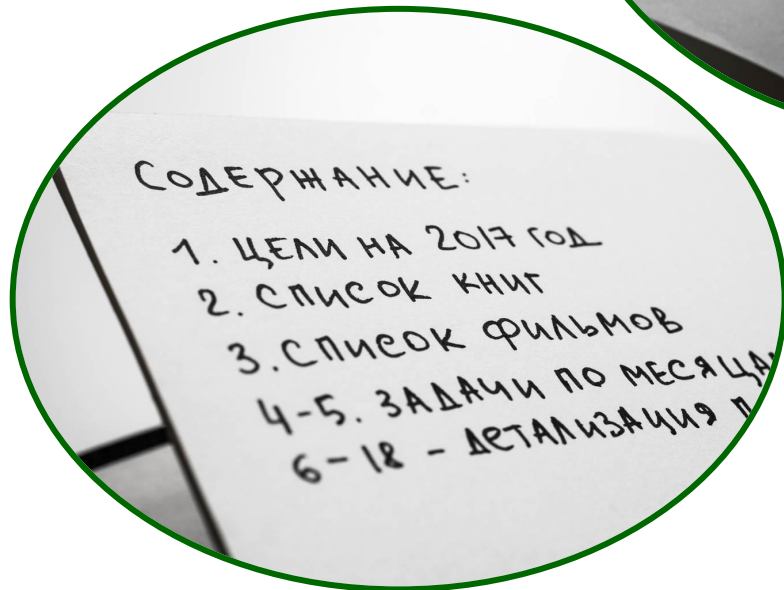 СОДЕРЖАНИЕ:
1. ЦЕЛИ НА 2017 ГОД
2. СПИСОК КНИГ
3. СПИСОК ФИЛЬМОВ
4-5. ЗАДАЧИ ПО
6-18 - ДЕТАЛИЗАЦИЯ